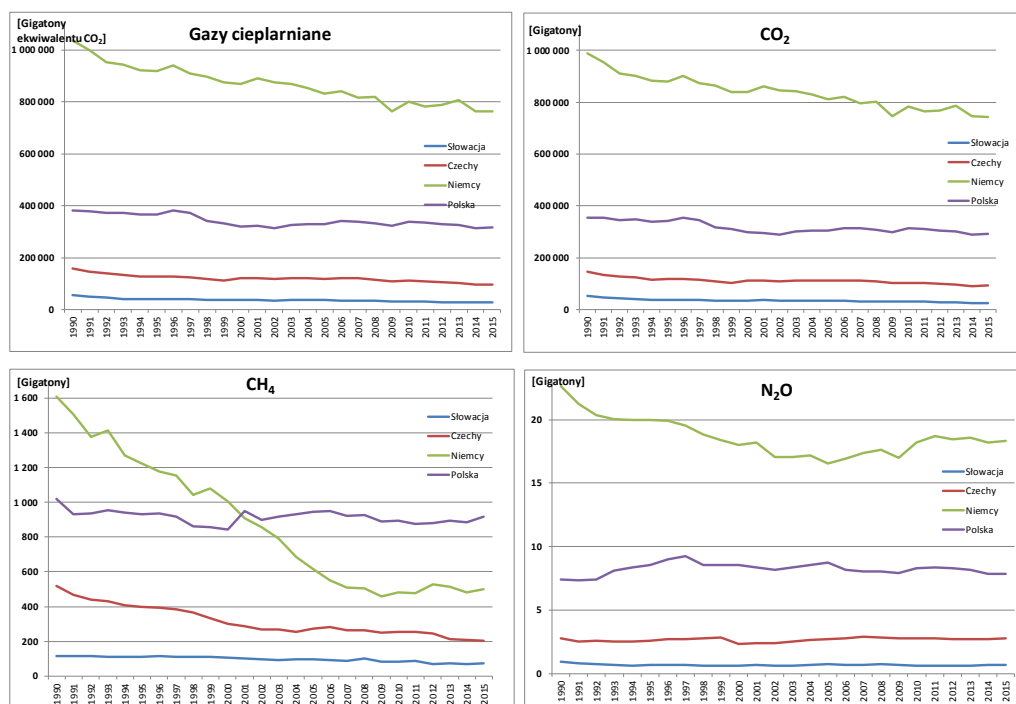 [Gigatony
ekwiwalentu CO₂]
Gazy cieplarniane
1 000 000
800 000
600 000
400 000
200 000
0
Słowacja
Czechy
Niemcy
Polska
1990 1991 1992 1993 1994 1995 1996 1997 1998 1999 2000 2001 2002 2003 2004 2005 2006 2007 2008 2009 2010 2011 2012 2013 2014 2015
[Gigatony]
CO₂
1 000 000
800 000
600 000
400 000
200 000
0
Słowacja
Czechy
Niemcy
Polska
1990 1991 1992 1993 1994 1995 1996 1997 1998 1999 2000 2001 2002 2003 2004 2005 2006 2007 2008 2009 2010 2011 2012 2013 2014 2015
[Gigatony]
CH₄
1 600
1 400
1 200
1 000
800
600
400
200
0
Słowacja
Czechy
Niemcy
Polska
1990 1991 1992 1993 1994 1995 1996 1997 1998 1999 2000 2001 2002 2003 2004 2005 2006 2007 2008 2009 2010 2011 2012 2013 2014 2015
[Gigatony]
N₂O
20
15
10
5
0
Słowacja
Czechy
Niemcy
Polska
1990 1991 1992 1993 1994 1995 1996 1997 1998 1999 2000 2001 2002 2003 2004 2005 2006 2007 2008 2009 2010 2011 2012 2013 2014 2015